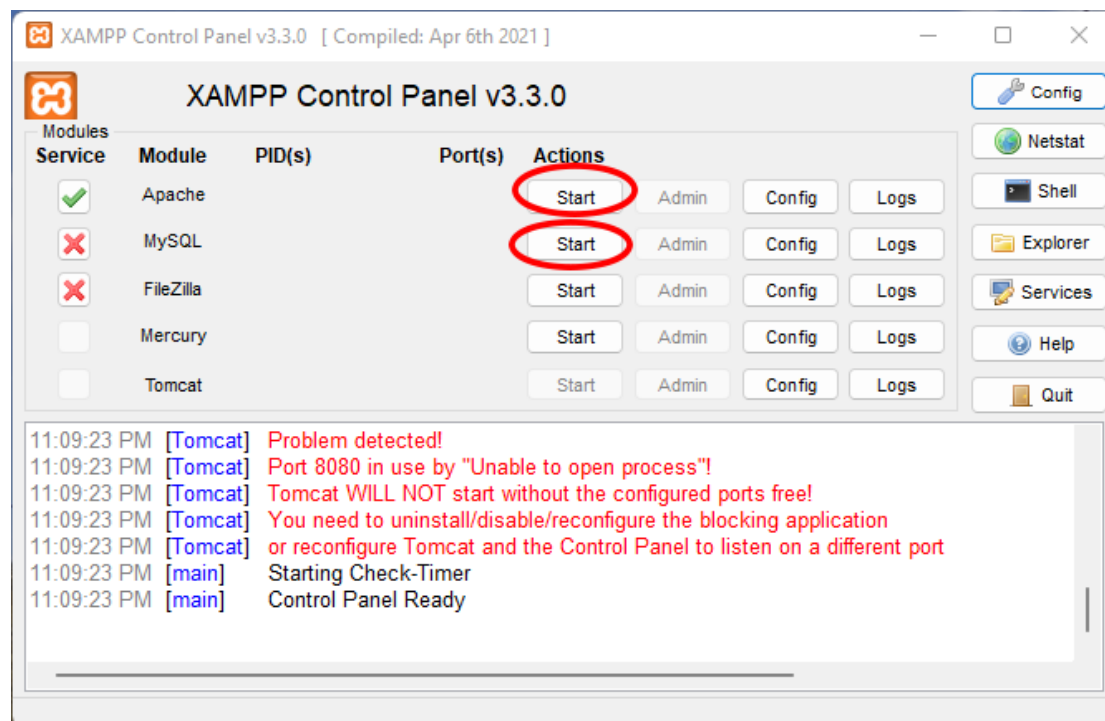 XAMPP Control Panel v3.3.0 [ Compiled: Apr 6th 2021 ]
XAMPP Control Panel v3.3.0
Config
Modules
Service Module PID(s) Port(s) Actions
Netstat
Apache Start Admin Config Logs
Shell
MySQL Start Admin Config Logs
Explorer
FileZilla Start Admin Config Logs
Services
Mercury Start Admin Config Logs
Help
Tomcat Start Admin Config Logs
Quit
11:09:23 PM [Tomcat] Problem detected!
11:09:23 PM [Tomcat] Port 8080 in use by "Unable to open process"!
11:09:23 PM [Tomcat] Tomcat WILL NOT start without the configured ports free!
11:09:23 PM [Tomcat] You need to uninstall/disable/reconfigure the blocking application
11:09:23 PM [Tomcat] or reconfigure Tomcat and the Control Panel to listen on a different port
11:09:23 PM [main] Starting Check-Timer
11:09:23 PM [main] Control Panel Ready